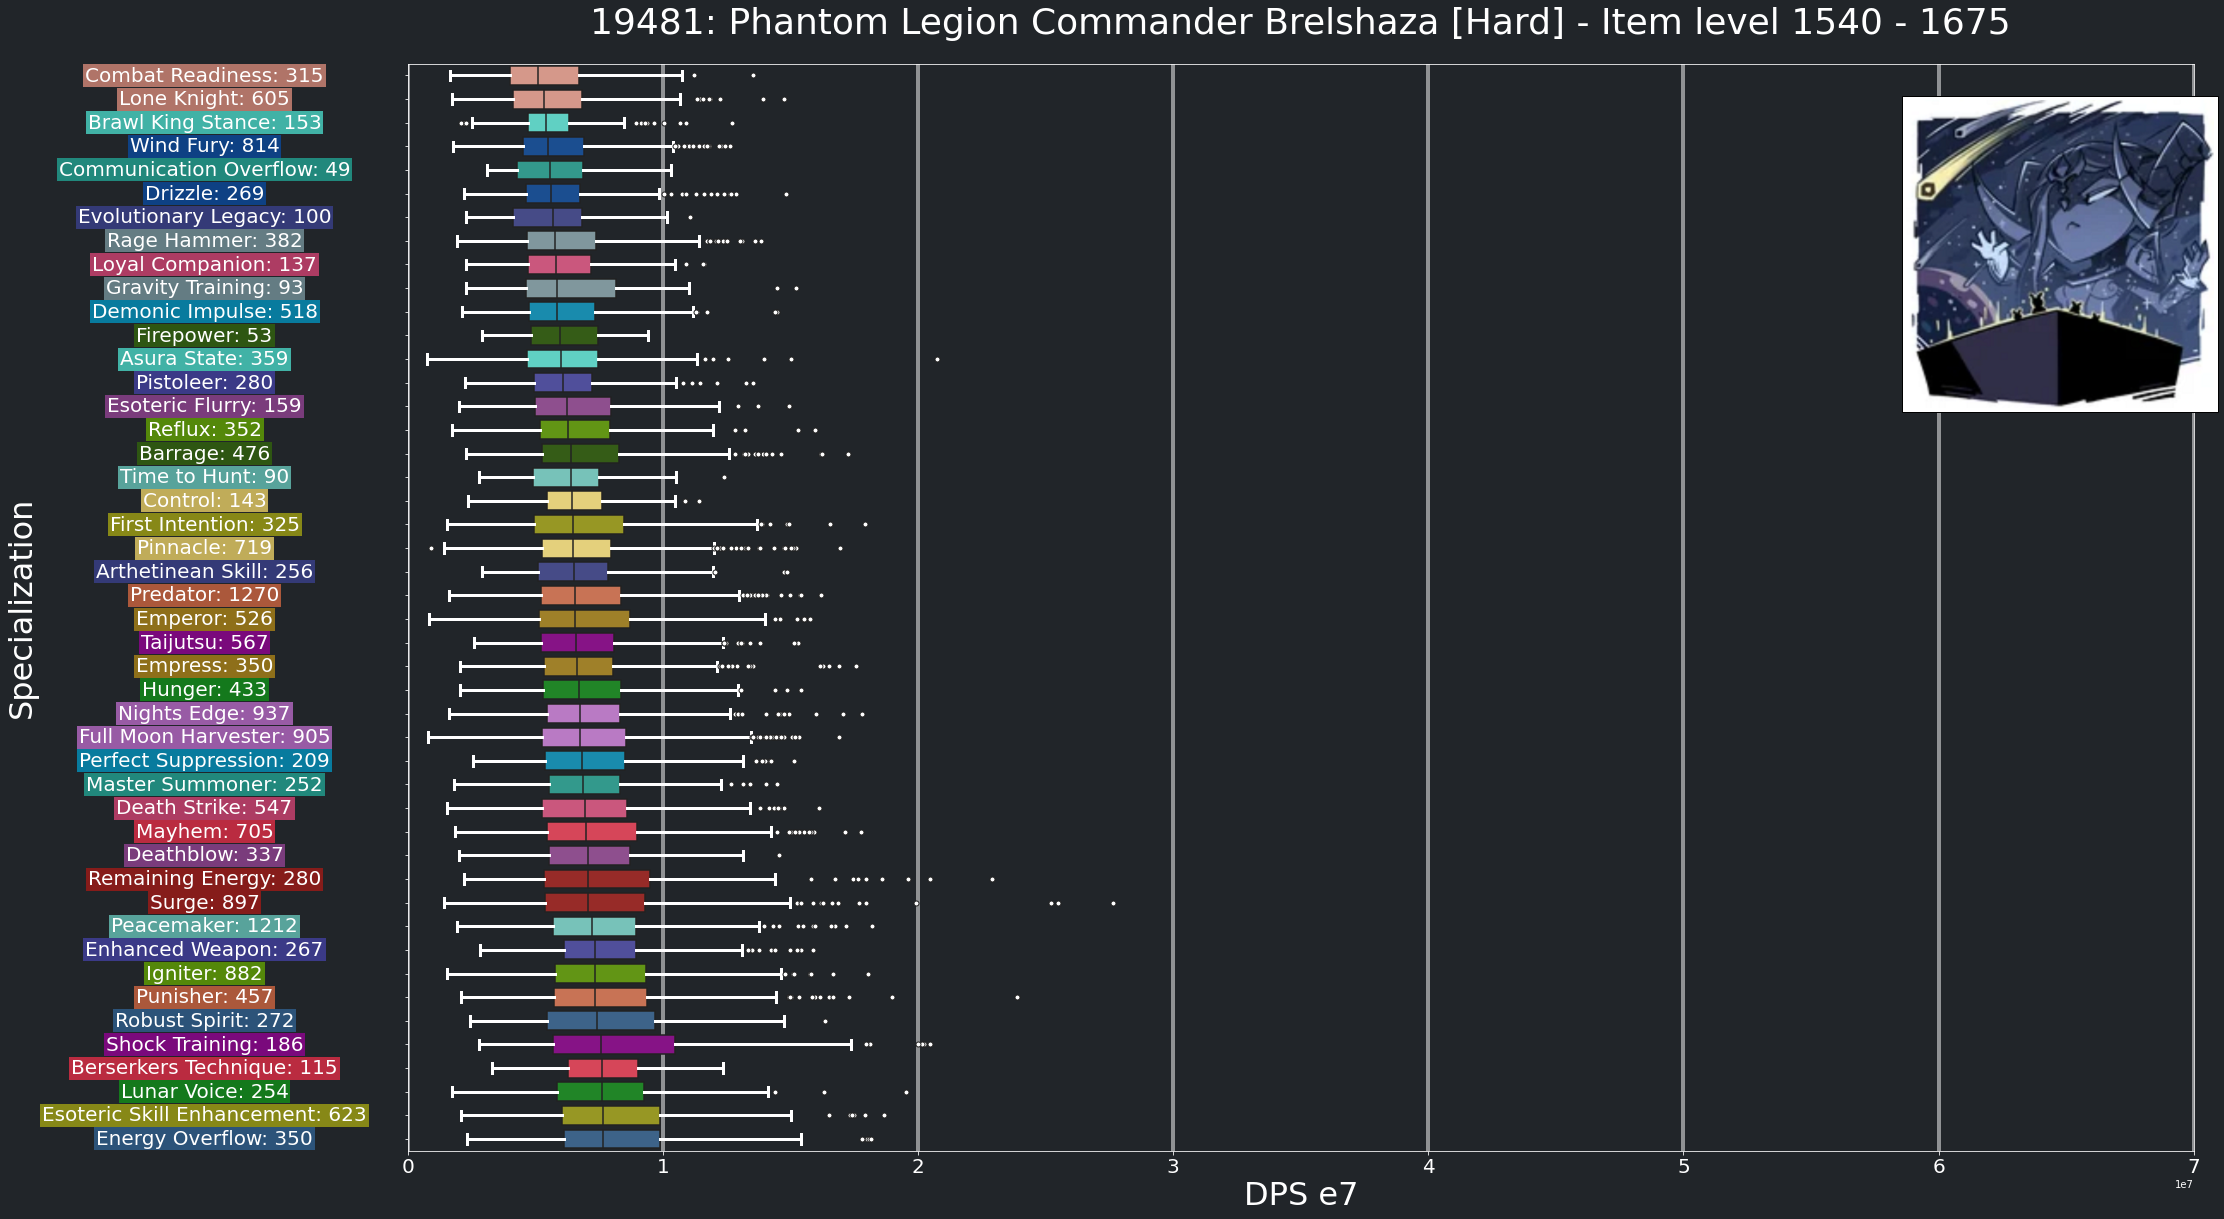 19481: Phantom Legion Commander Brelshaza [Hard] - Item level 1540 - 1675
Specialization
Combat Readiness: 315
Lone Knight: 605
Brawl King Stance: 153
Wind Fury: 814
Communication Overflow: 49
Drizzle: 269
Evolutionary Legacy: 100
Rage Hammer: 382
Loyal Companion: 137
Gravity Training: 93
Demonic Impulse: 518
Firepower: 53
Asura State: 359
Pistoleer: 280
Esoteric Flurry: 159
Reflux: 352
Barrage: 476
Time to Hunt: 90
Control: 143
First Intention: 325
Pinnacle: 719
Arthetinean Skill: 256
Predator: 1270
Emperor: 526
Taijutsu: 567
Empress: 350
Hunger: 433
Nights Edge: 937
Full Moon Harvester: 905
Perfect Suppression: 209
Master Summoner: 252
Death Strike: 547
Mayhem: 705
Deathblow: 337
Remaining Energy: 280
Surge: 897
Peacemaker: 1212
Enhanced Weapon: 267
Igniter: 882
Punisher: 457
Robust Spirit: 272
Shock Training: 186
Berserkers Technique: 115
Lunar Voice: 254
Esoteric Skill Enhancement: 623
Energy Overflow: 350
0 1 2 3 4 5 6 7
1e7
DPS e7